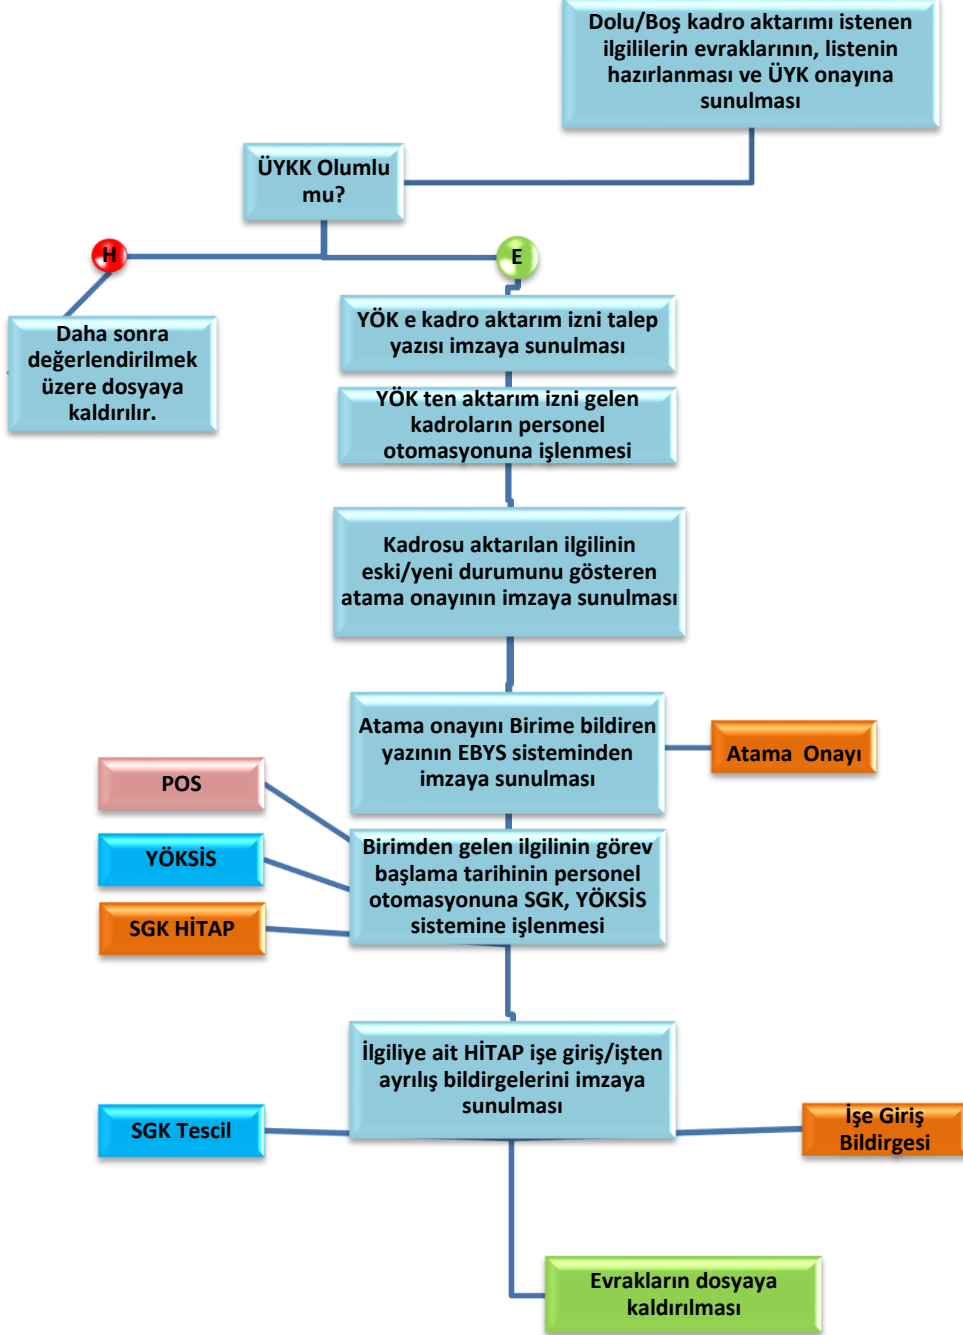 Dolu/Boş kadro aktarımı istenen
ilgililerin evraklarının, listenin
hazırlanması ve ÜYK onayına
sunulması
ÜYKK Olumlu
mu?
H
E
Daha sonra
değerlendirilmek
üzere dosyaya
kaldırılır.
YÖK e kadro aktarım izni talep
yazısı imzaya sunulması
YÖK ten aktarım izni gelen
kadroların personel
otomasyonuna işlenmesi
Kadrosu aktarılan ilgilinin
eski/yeni durumunu gösteren
atama onayının imzaya sunulması
Atama onayını Birime bildiren
yazının EBYS sisteminden
imzaya sunulması
Atama Onayı
POS
YÖKSİS
SGK HİTAP
Birimden gelen ilgilinin görev
başlama tarihinin personel
otomasyonuna SGK, YÖKSİS
sistemine işlenmesi
İlgiliye ait HİTAP işe giriş/işten
ayrılış bildirgelerini imzaya
sunulması
SGK Tescil
İşe Giriş
Bildirgesi
Evrakların dosyaya
kaldırılması